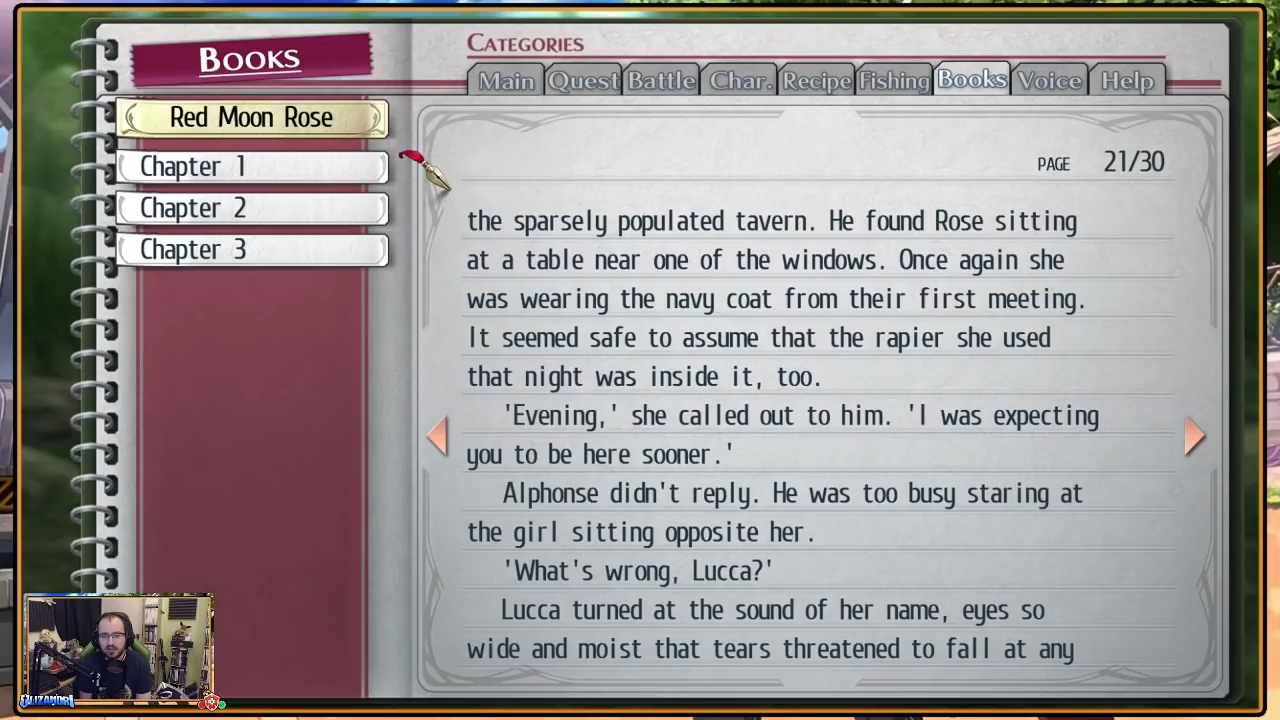 BOOKS
CATEGORIES
Main Quest Battle Char. Recipe Fishing Books Voice Help
Red Moon Rose
Chapter 1
Chapter 2
Chapter 3
PAGE 21/30
the sparsely populated tavern. He found Rose sitting
at a table near one of the windows. Once again she
was wearing the navy coat from their first meeting.
It seemed safe to assume that the rapier she used
that night was inside it, too.
'Evening,' she called out to him. 'I was expecting
you to be here sooner.'
Alphonse didn't reply. He was too busy staring at
the girl sitting opposite her.
'What's wrong, Lucca?'
Lucca turned at the sound of her name, eyes so
wide and moist that tears threatened to fall at any